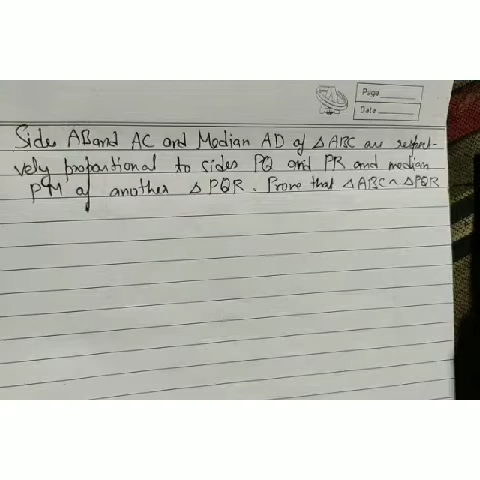 Page
Date
Sides AB and AC and Median AD of △ABC are respect-
vely proportional to sides PQ and PR and median
PM of another △PQR. Prove that △ABC ~ △PQR